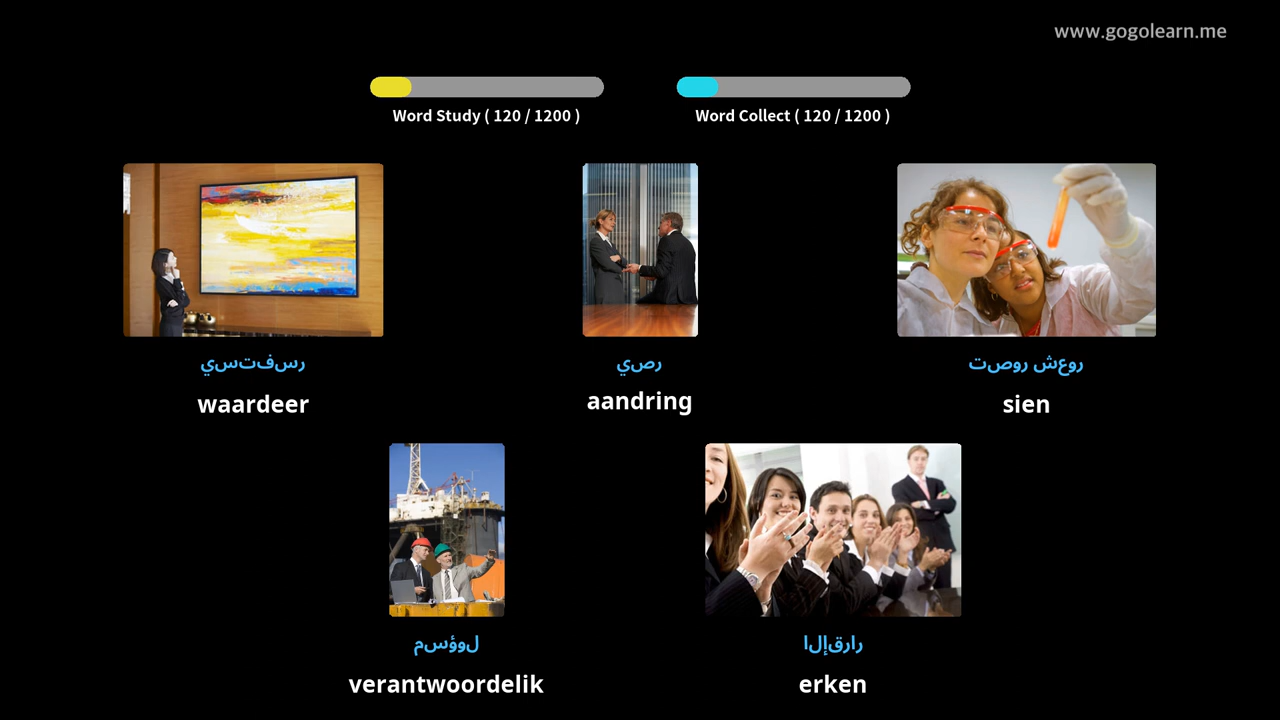 www.gogolearn.me
Word Study ( 120 / 1200 )
Word Collect ( 120 / 1200 )
رسفتسي
waardeer
رصي
aandring
روعش روصت
sien
لوؤسم
verantwoordelik
رارقإلا
erken